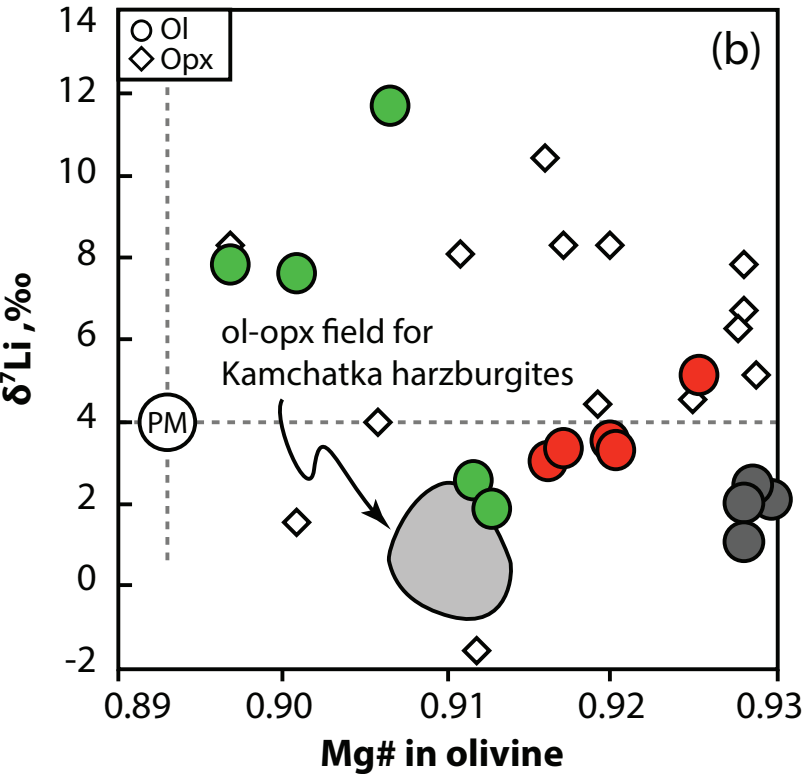 14
12
10
8
6
4
2
0
-2
δ⁷Li ,‰
Ol
Opx
(b)
ol-opx field for
Kamchatka harzburgites
PM
0.89 0.90 0.91 0.92 0.93
Mg# in olivine